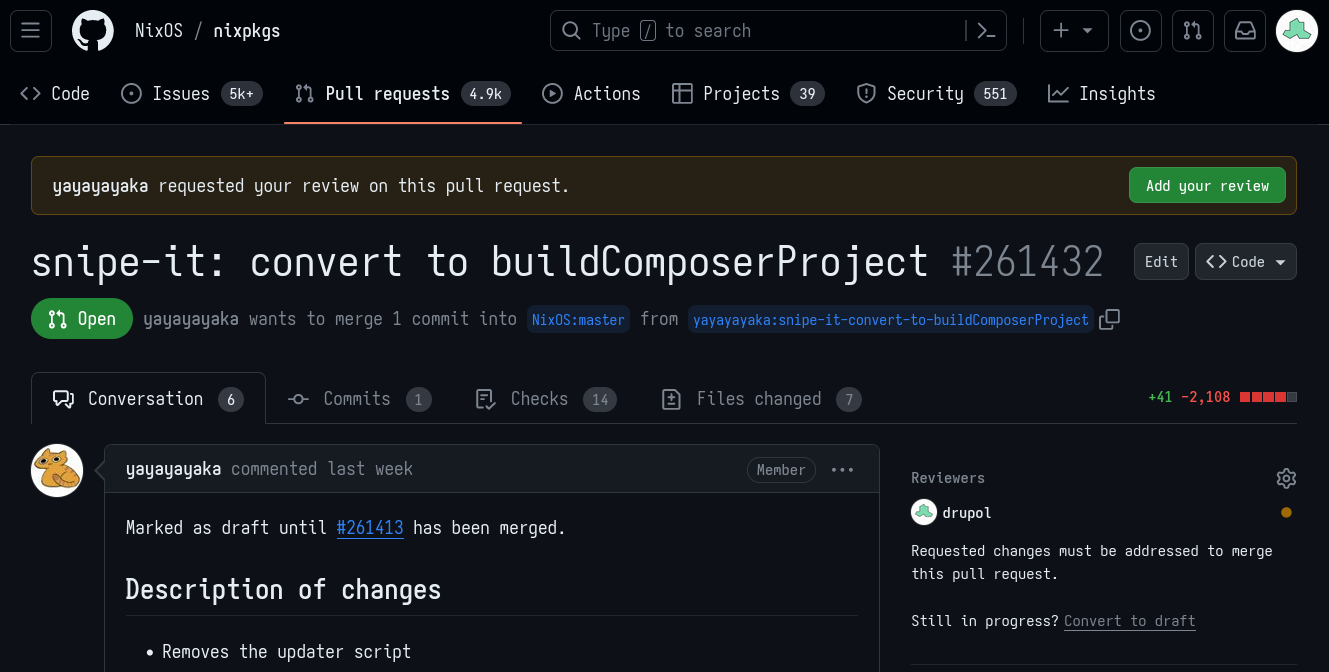 NixOS / nixpkgs
Type / to search
Code
Issues 5k+
Pull requests 4.9k
Actions
Projects 39
Security 551
Insights
yayayayaka requested your review on this pull request.
Add your review
snipe-it: convert to buildComposerProject #261432
Edit
Code
Open
yayayayaka wants to merge 1 commit into NixOS:master from yayayayaka:snipe-it-convert-to-buildComposerProject
Conversation 6
Commits 1
Checks 14
Files changed 7
+41 −2,108
yayayayaka commented last week
Member
Marked as draft until #261413 has been merged.
Description of changes
• Removes the updater script
Reviewers
drupol
Requested changes must be addressed to merge
this pull request.
Still in progress? Convert to draft